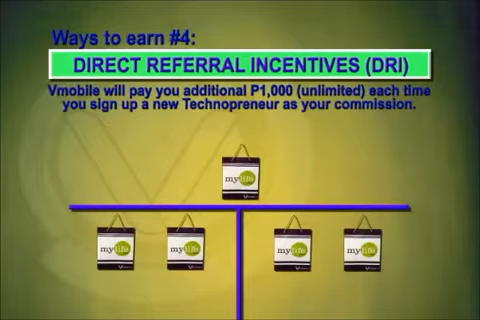 Ways to earn #4:
DIRECT REFERRAL INCENTIVES (DRI)
Vmobile will pay you additional P1,000 (unlimited) each time
you sign up a new Technopreneur as your commission.
mylife
mylife
mylife
mylife
mylife